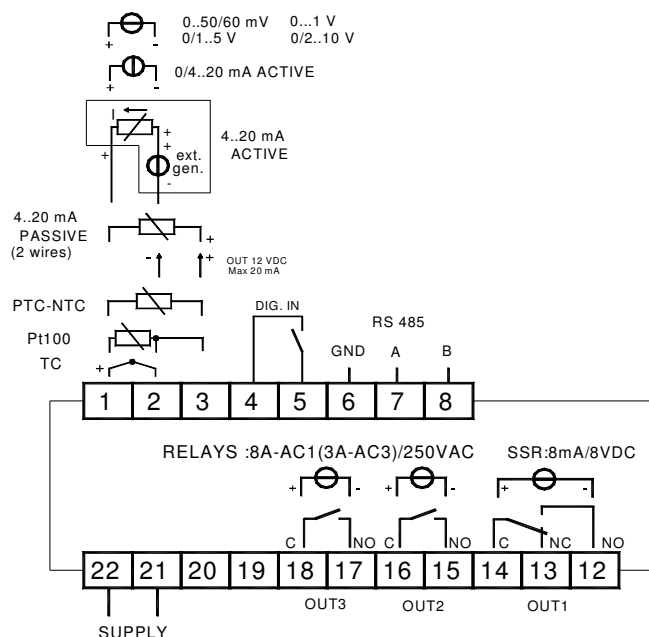 0..50/60 mV 0...1 V
+ - 0/1..5 V 0/2..10 V
0/4..20 mA ACTIVE
+ -
I
+
+
+ ext. gen.
-
4..20 mA
ACTIVE
4..20 mA
PASSIVE
(2 wires)
+
- +
OUT 12 VDC
Max 20 mA
PTC-NTC
DIG. IN
RS 485
Pt100
GND A B
TC +
1 2 3 4 5 6 7 8
RELAYS :8A-AC1(3A-AC3)/250VAC SSR:8mA/8VDC
+ - + - + -
C NO C NO C NC NO
22 21 20 19 18 17 16 15 14 13 12
OUT3 OUT2 OUT1
SUPPLY